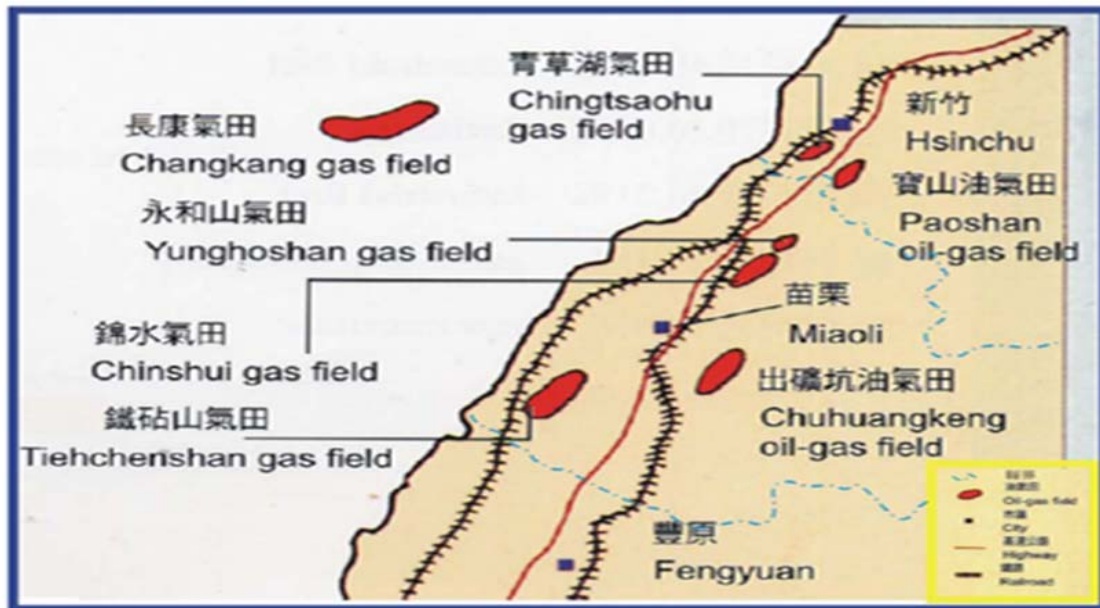 青草湖氣田
Chingtsaohu
gas field
長康氣田
Changkang gas field
新竹
Hsinchu
寶山油氣田
Paoshan
oil-gas field
永和山氣田
Yunghoshan gas field
苗栗
Miaoli
錦水氣田
Chinshui gas field
出礦坑油氣田
Chuhuangkeng
oil-gas field
鐵砧山氣田
Tiehchenshan gas field
豐原
Fengyuan
Oil-gas field
City
Highway
Railroad